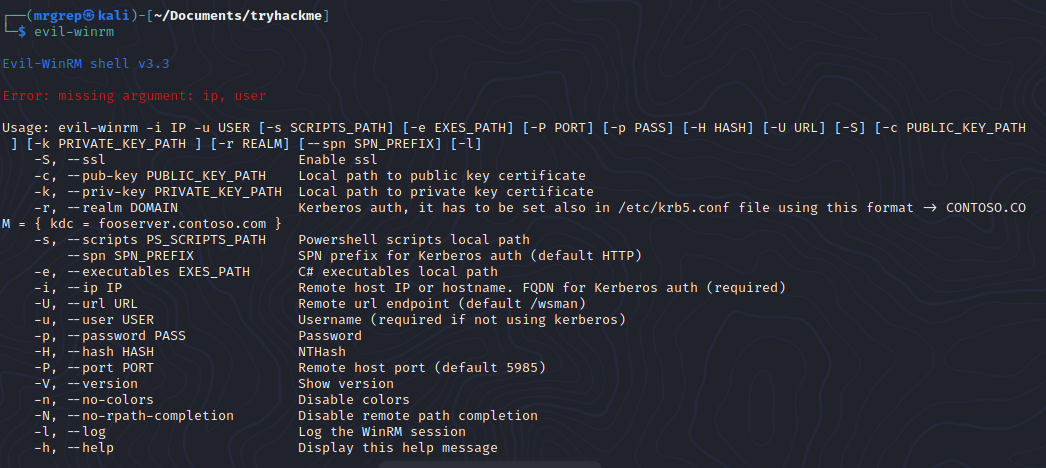 ┌──(mrgrep㉿kali)-[~/Documents/tryhackme]
└─$ evil-winrm
Evil-WinRM shell v3.3
Error: missing argument: ip, user
Usage: evil-winrm -i IP -u USER [-s SCRIPTS_PATH] [-e EXES_PATH] [-P PORT] [-p PASS] [-H HASH] [-U URL] [-S] [-c PUBLIC_KEY_PATH
 ] [-k PRIVATE_KEY_PATH ] [-r REALM] [--spn SPN_PREFIX] [-l]
    -S, --ssl                        Enable ssl
    -c, --pub-key PUBLIC_KEY_PATH    Local path to public key certificate
    -k, --priv-key PRIVATE_KEY_PATH  Local path to private key certificate
    -r, --realm DOMAIN               Kerberos auth, it has to be set also in /etc/krb5.conf file using this format -> CONTOSO.CO
M = { kdc = fooserver.contoso.com }
    -s, --scripts PS_SCRIPTS_PATH    Powershell scripts local path
        --spn SPN_PREFIX             SPN prefix for Kerberos auth (default HTTP)
    -e, --executables EXES_PATH      C# executables local path
    -i, --ip IP                      Remote host IP or hostname. FQDN for Kerberos auth (required)
    -U, --url URL                    Remote url endpoint (default /wsman)
    -u, --user USER                  Username (required if not using kerberos)
    -p, --password PASS              Password
    -H, --hash HASH                  NTHash
    -P, --port PORT                  Remote host port (default 5985)
    -V, --version                    Show version
    -n, --no-colors                  Disable colors
    -N, --no-rpath-completion        Disable remote path completion
    -l, --log                        Log the WinRM session
    -h, --help                       Display this help message